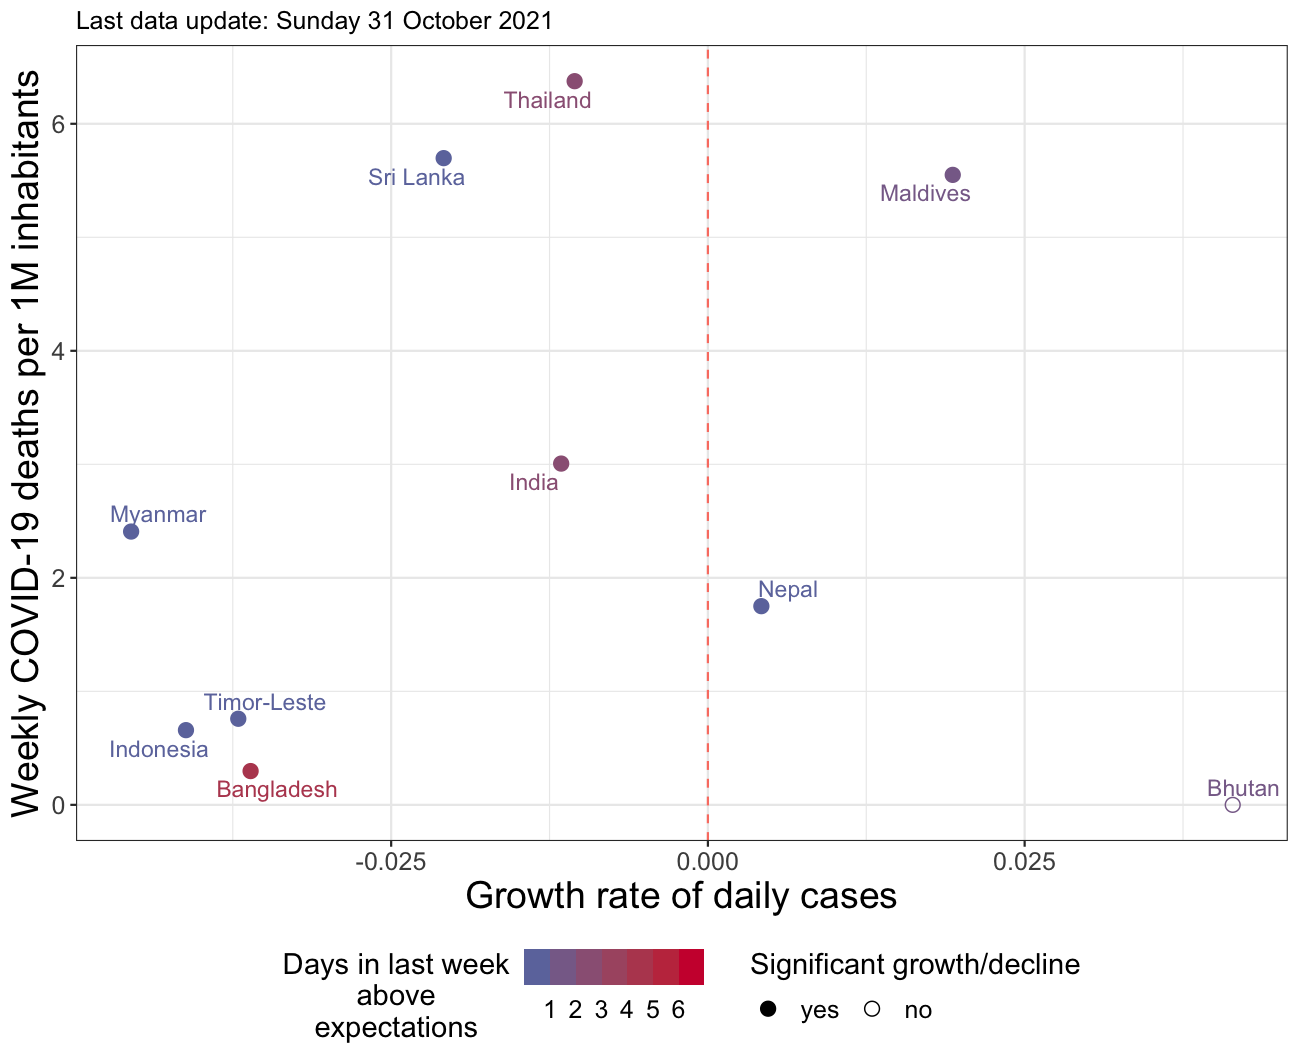 Last data update: Sunday 31 October 2021
Weekly COVID-19 deaths per 1M inhabitants
6
4
2
0
Thailand
Sri Lanka
Maldives
India
Myanmar
Nepal
Timor-Leste
Indonesia
Bangladesh
Bhutan
-0.025 0.000 0.025
Growth rate of daily cases
Days in last week
above
expectations
1 2 3 4 5 6
Significant growth/decline
yes no